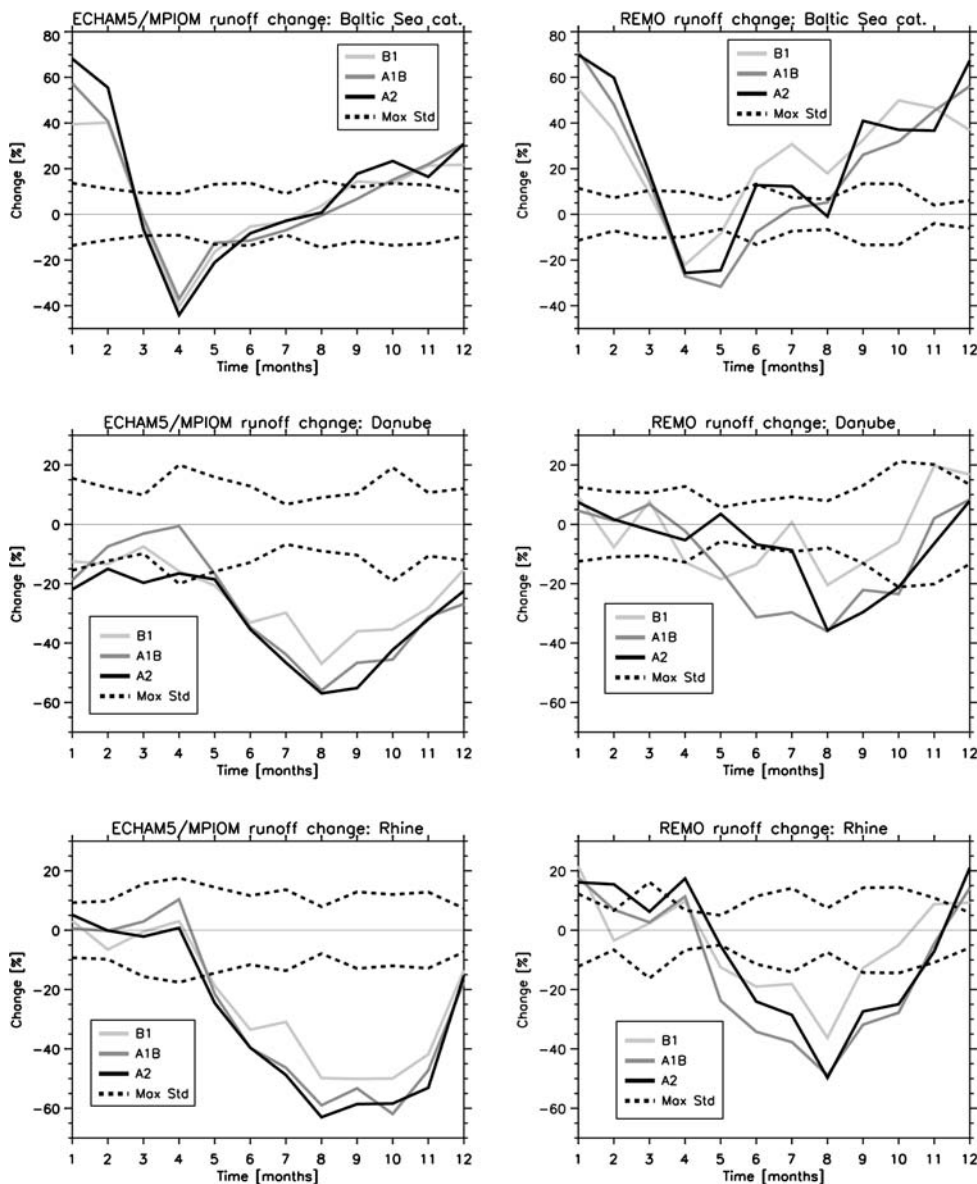 ECHAM5/MPIOM runoff change: Baltic Sea cat.
80
60
40
20
0
−20
−40
Change [%]
B1
A1B
A2
Max Std
1 2 3 4 5 6 7 8 9 10 11 12
Time [months]
REMO runoff change: Baltic Sea cat.
80
60
40
20
0
−20
−40
Change [%]
B1
A1B
A2
Max Std
1 2 3 4 5 6 7 8 9 10 11 12
Time [months]
ECHAM5/MPIOM runoff change: Danube
20
0
−20
−40
−60
Change [%]
B1
A1B
A2
Max Std
1 2 3 4 5 6 7 8 9 10 11 12
Time [months]
REMO runoff change: Danube
20
0
−20
−40
−60
Change [%]
B1
A1B
A2
Max Std
1 2 3 4 5 6 7 8 9 10 11 12
Time [months]
ECHAM5/MPIOM runoff change: Rhine
20
0
−20
−40
−60
Change [%]
B1
A1B
A2
Max Std
1 2 3 4 5 6 7 8 9 10 11 12
Time [months]
REMO runoff change: Rhine
20
0
−20
−40
−60
Change [%]
B1
A1B
A2
Max Std
1 2 3 4 5 6 7 8 9 10 11 12
Time [months]